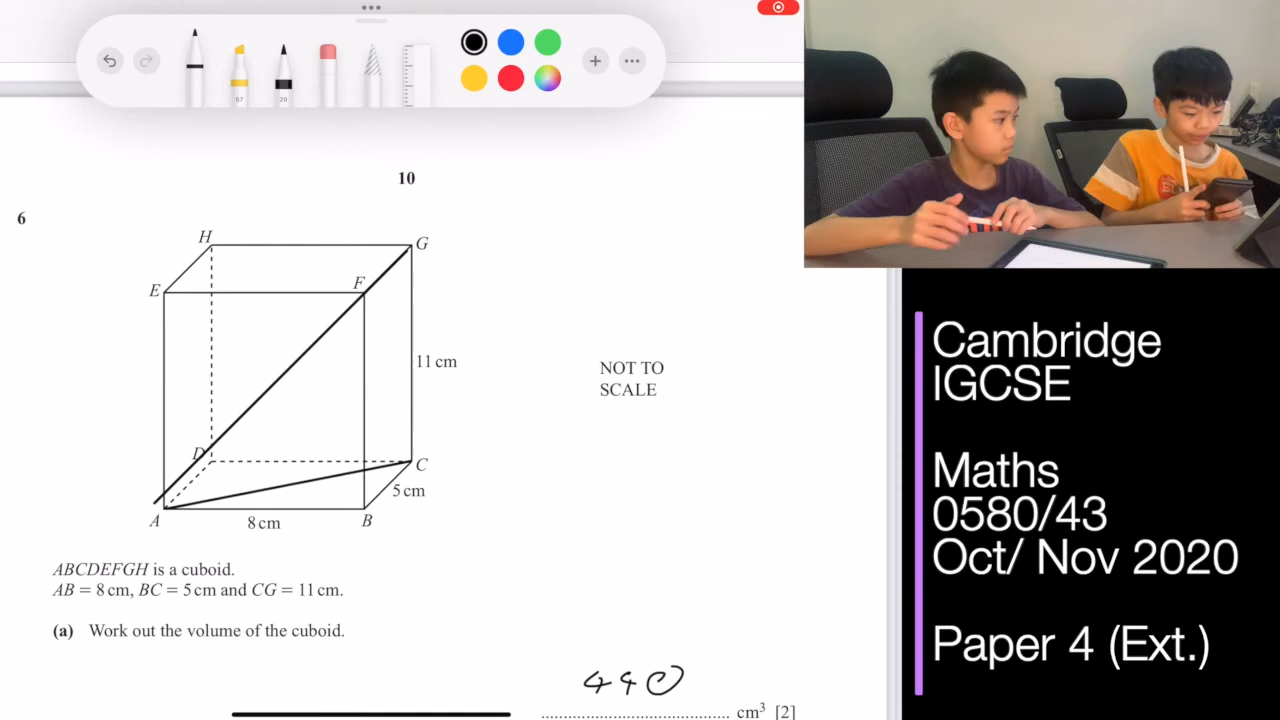 57
20
10
6
H
G
E
F
11 cm
NOT TO
SCALE
D
C
5 cm
A
8 cm
B
ABCDEFGH is a cuboid.
AB = 8 cm, BC = 5 cm and CG = 11 cm.
(a) Work out the volume of the cuboid.
440
........................................... cm³ [2]
Cambridge
IGCSE
Maths
0580/43
Oct/ Nov 2020
Paper 4 (Ext.)